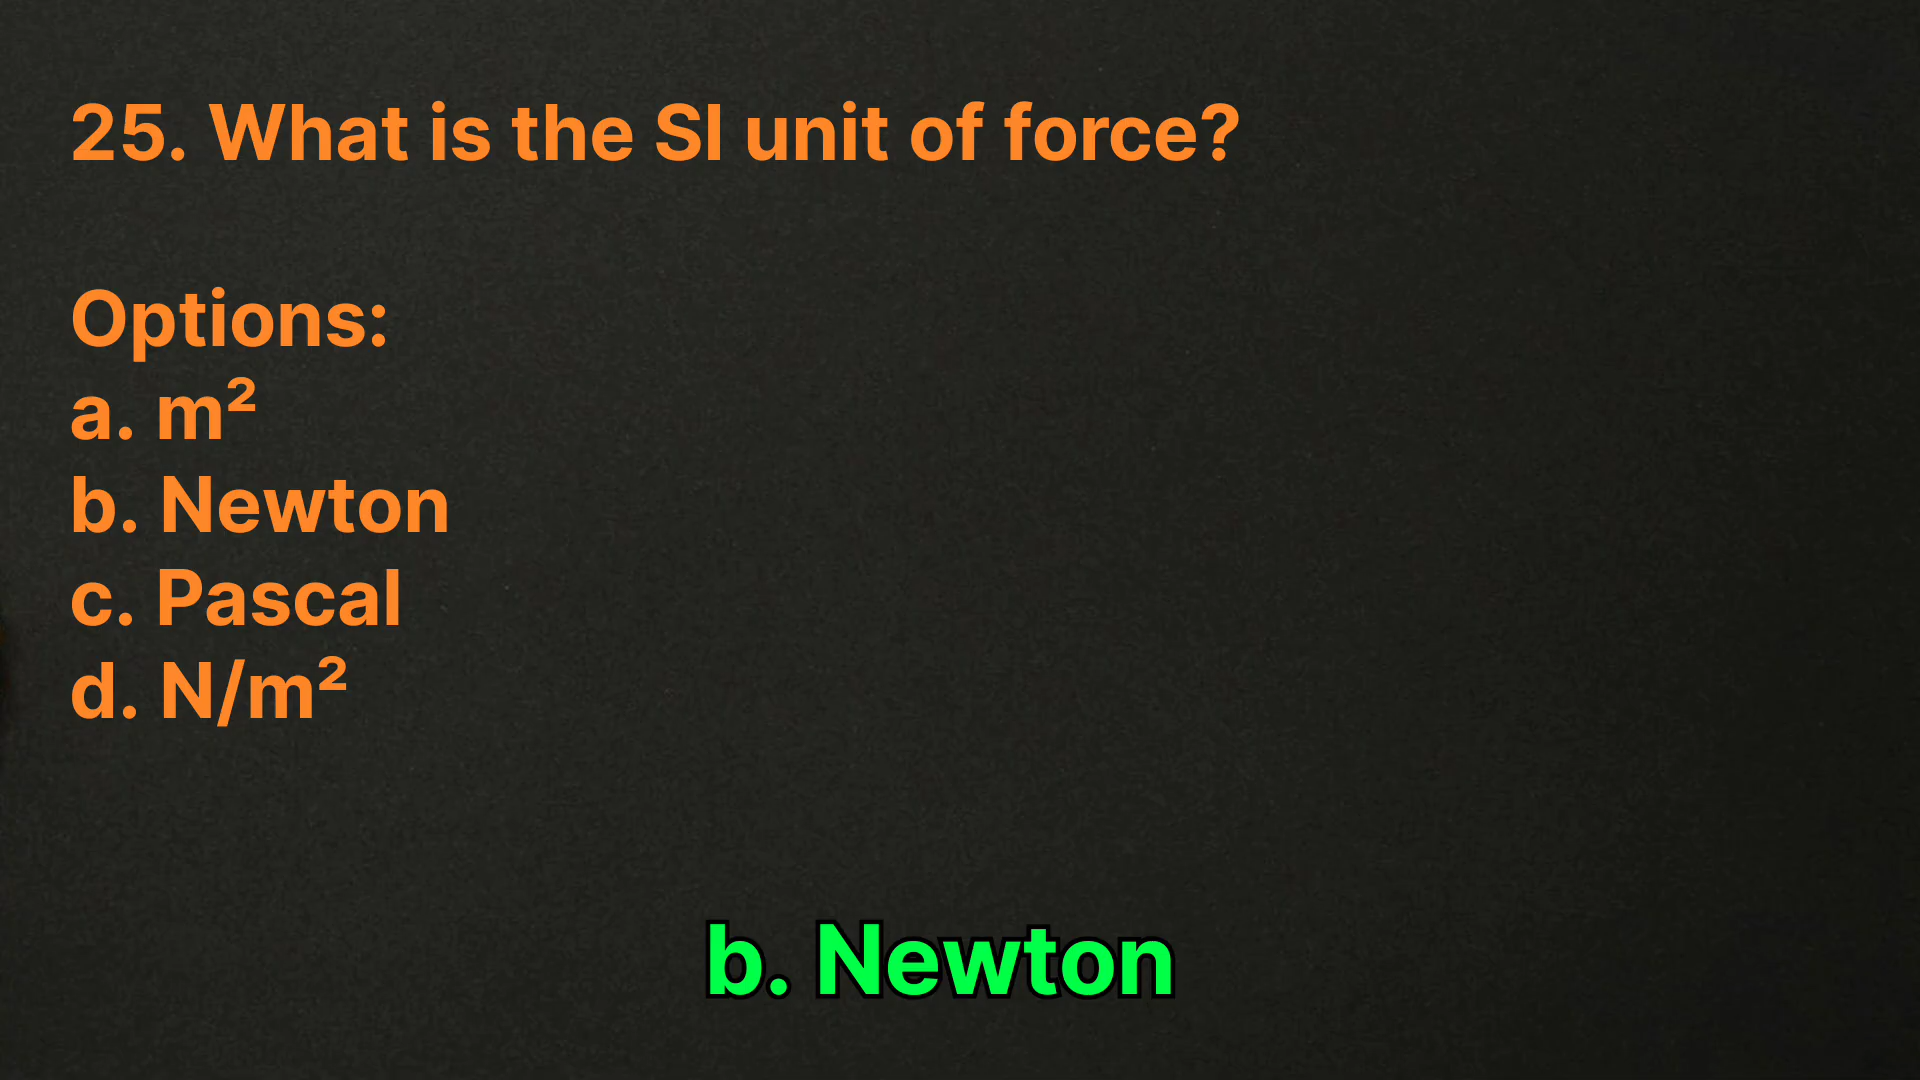 25. What is the SI unit of force?
Options:
a. m²
b. Newton
c. Pascal
d. N/m²
b. Newton